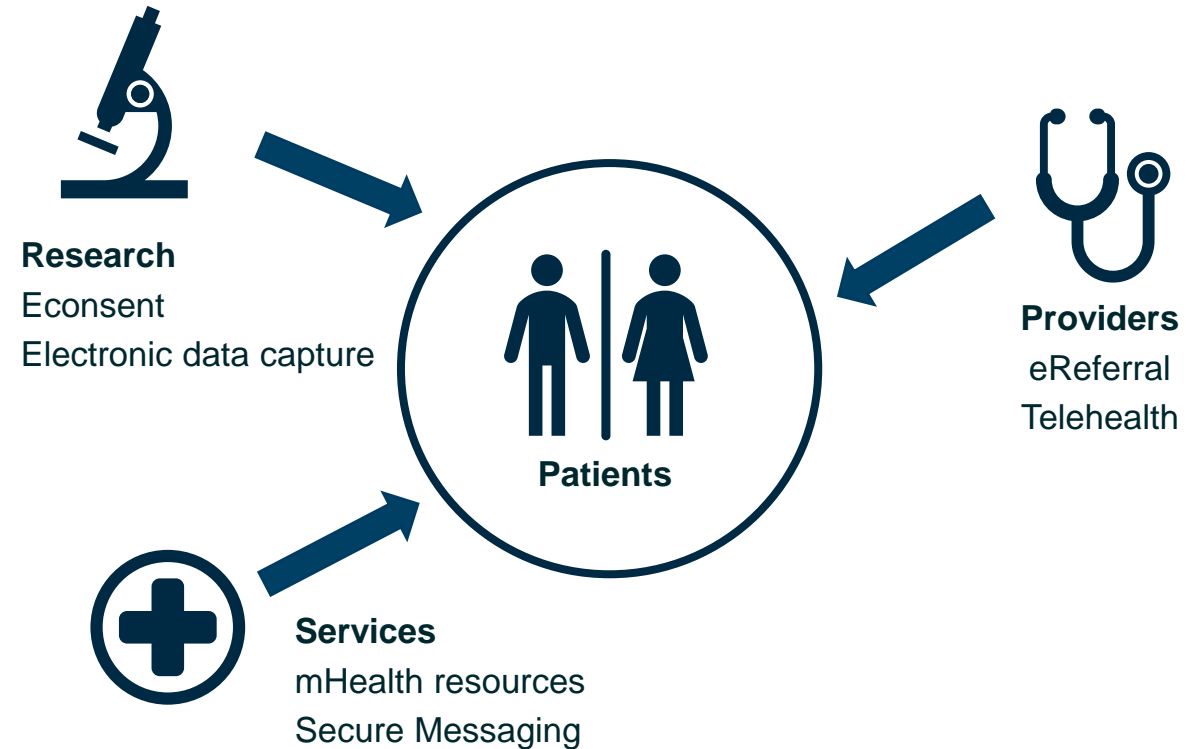 Research
Econsent
Electronic data capture
Providers
eReferral
Telehealth
Patients
Services
mHealth resources
Secure Messaging